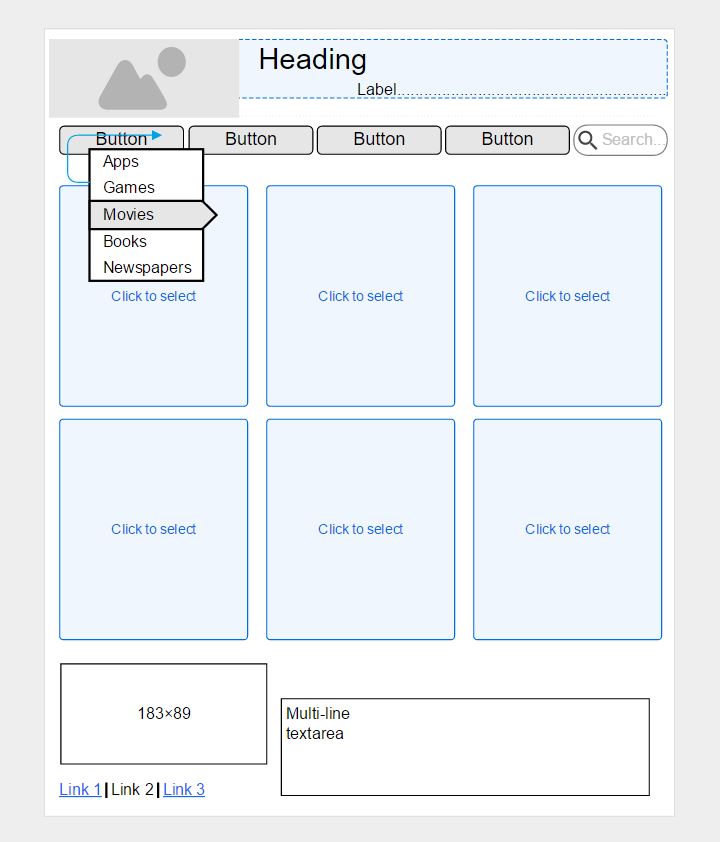 Heading
Label
Button Button Button Button Search...
Apps
Games
Movies
Books
Newspapers
Click to select Click to select Click to select
Click to select Click to select Click to select
183×89
Multi-line
textarea
Link 1 | Link 2 | Link 3